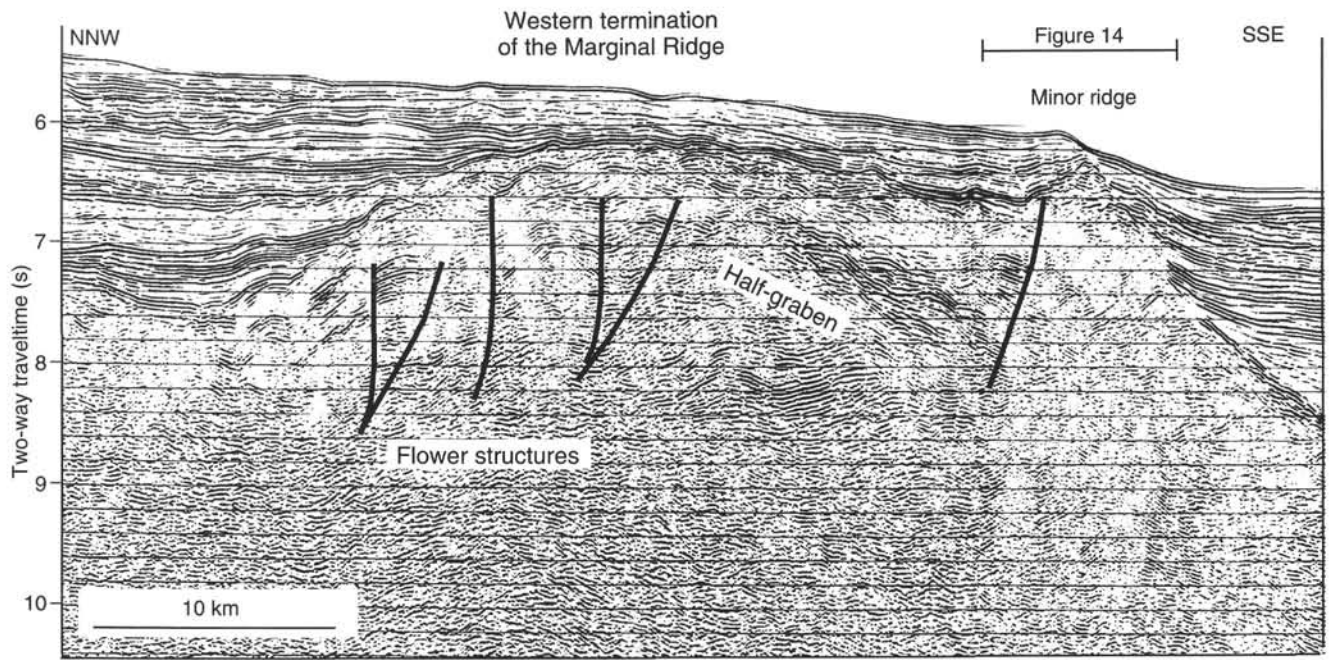 Western termination
of the Marginal Ridge
NNW
Figure 14
SSE
Minor ridge
6
7
8
9
10
Two-way traveltime (s)
Half-graben
Flower structures
10 km